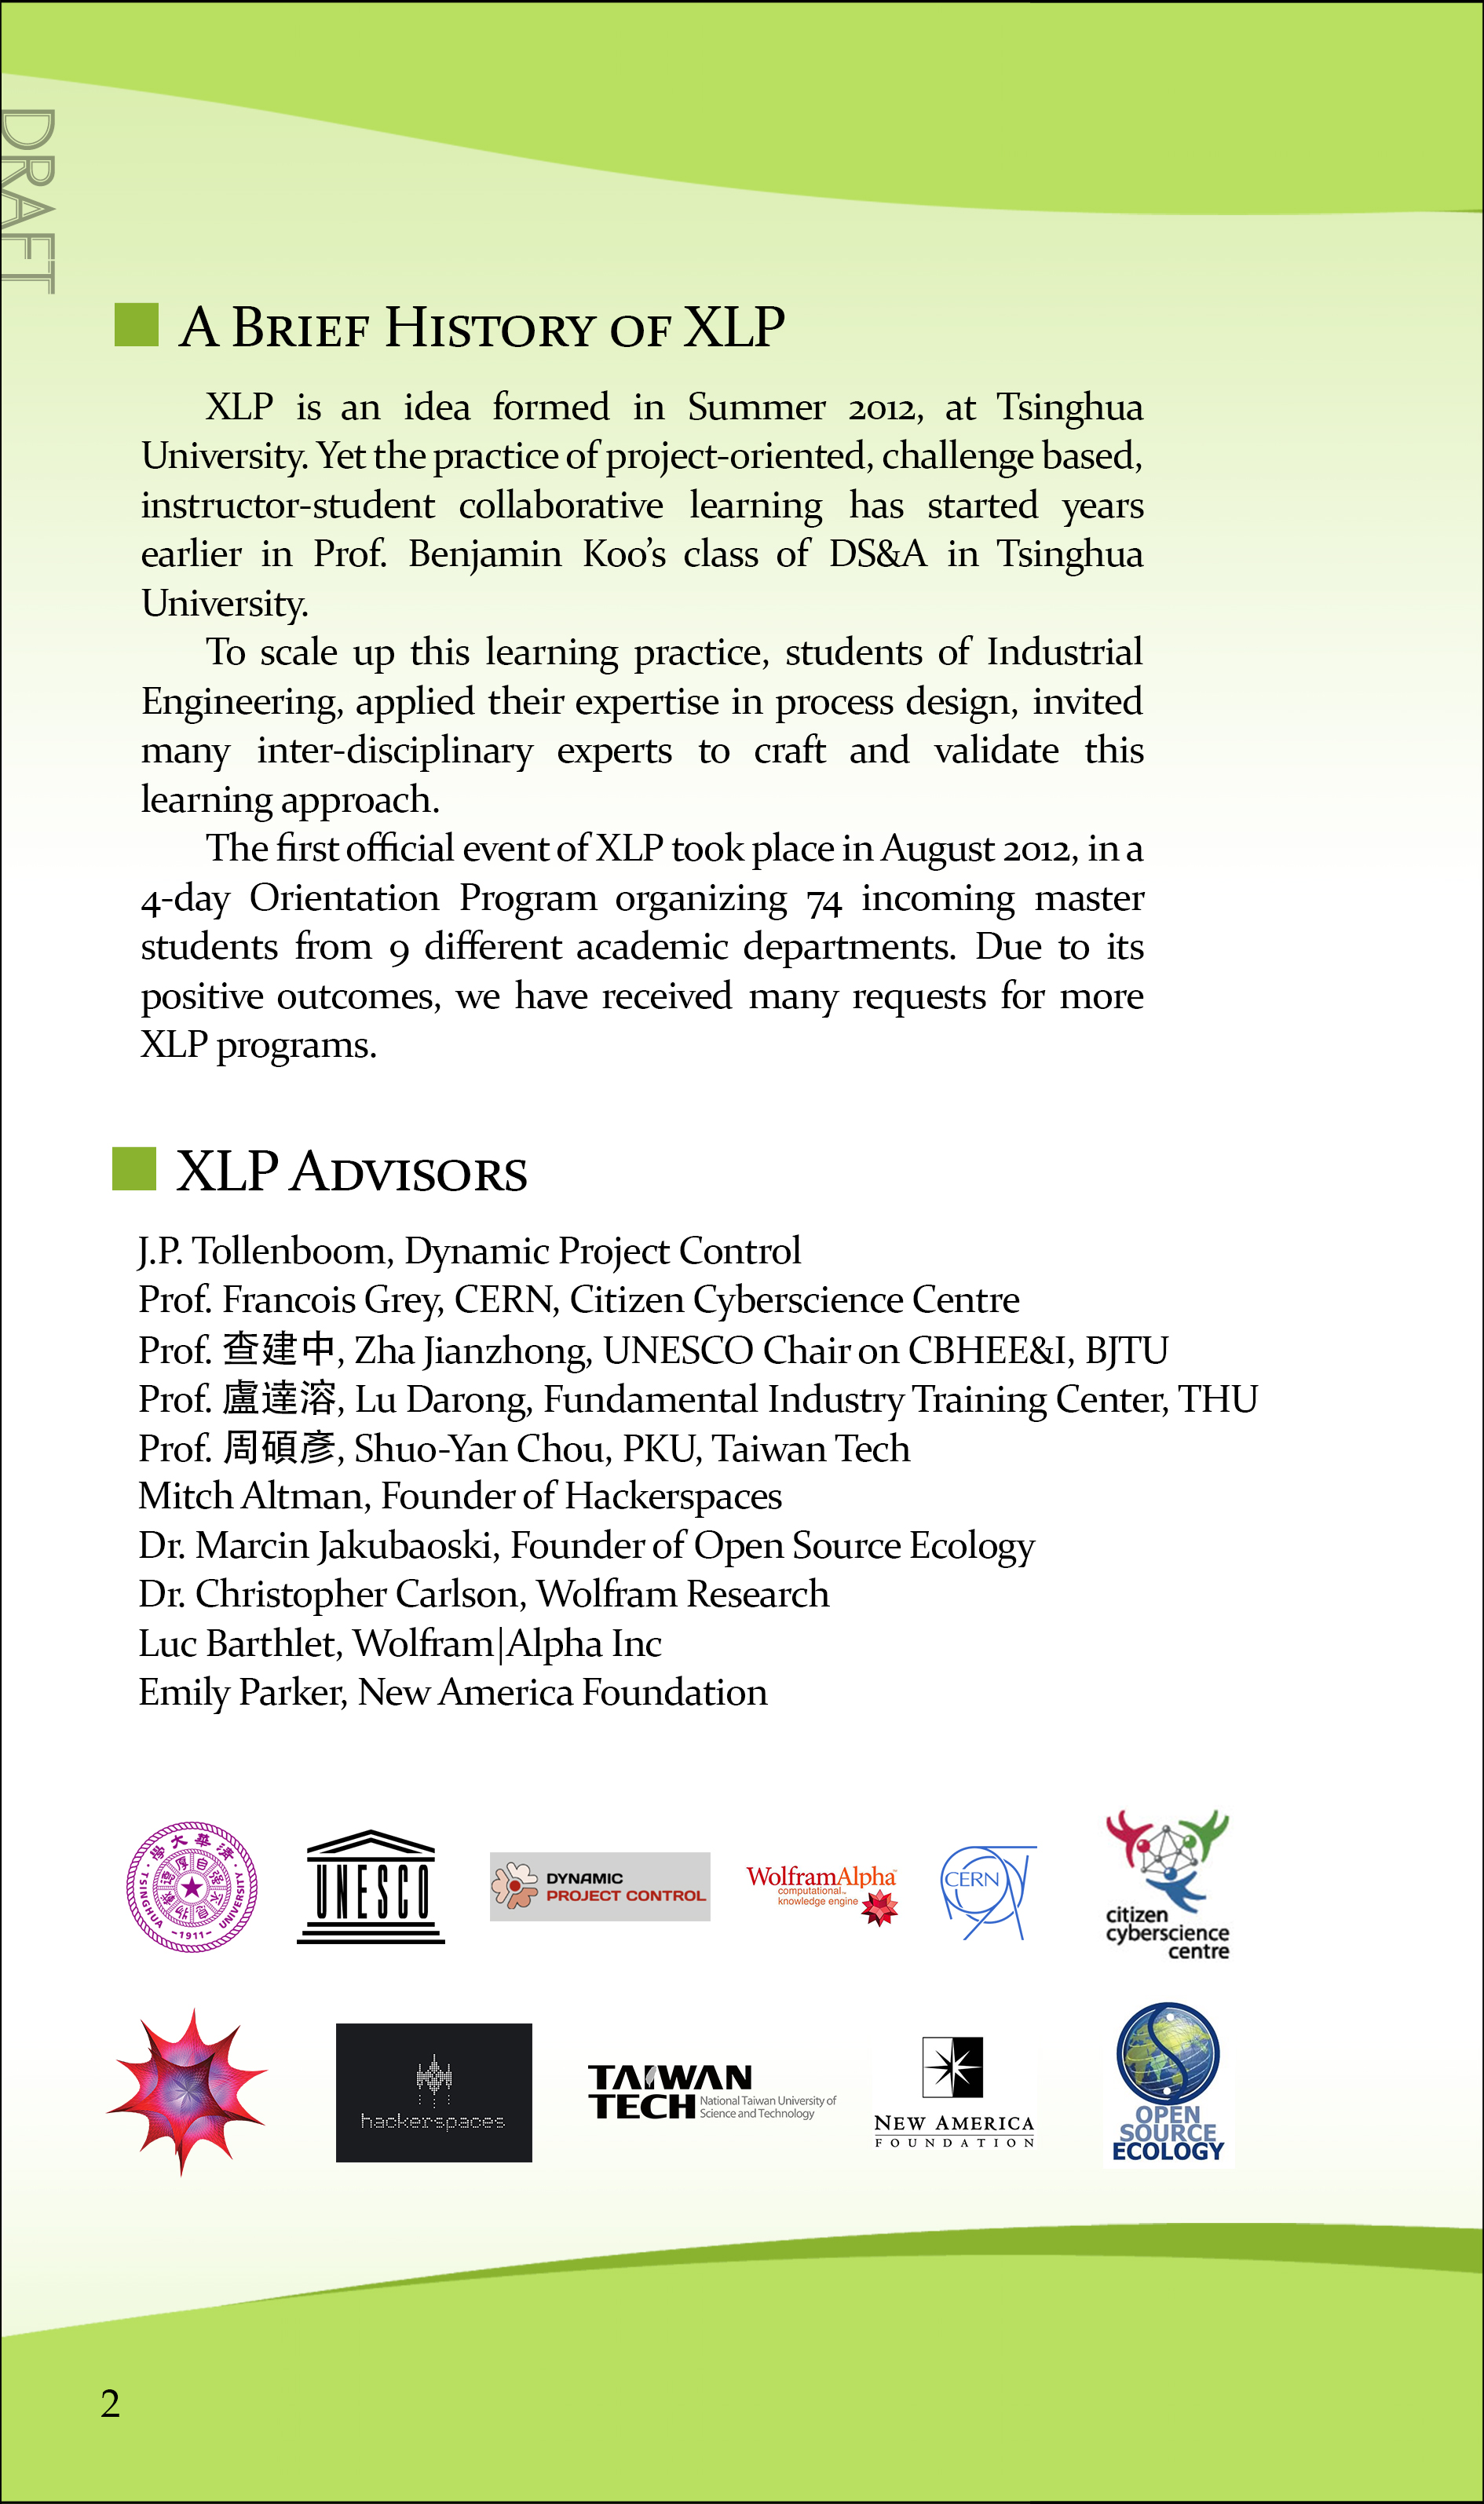 DRAFT
A Brief History of XLP
XLP is an idea formed in Summer 2012, at Tsinghua
University. Yet the practice of project-oriented, challenge based,
instructor-student collaborative learning has started years
earlier in Prof. Benjamin Koo's class of DS&A in Tsinghua
University.
To scale up this learning practice, students of Industrial
Engineering, applied their expertise in process design, invited
many inter-disciplinary experts to craft and validate this
learning approach.
The first official event of XLP took place in August 2012, in a
4-day Orientation Program organizing 74 incoming master
students from 9 different academic departments. Due to its
positive outcomes, we have received many requests for more
XLP programs.
XLP Advisors
J.P. Tollenboom, Dynamic Project Control
Prof. Francois Grey, CERN, Citizen Cyberscience Centre
Prof. 查建中, Zha Jianzhong, UNESCO Chair on CBHEE&I, BJTU
Prof. 盧達溶, Lu Darong, Fundamental Industry Training Center, THU
Prof. 周碩彥, Shuo-Yan Chou, PKU, Taiwan Tech
Mitch Altman, Founder of Hackerspaces
Dr. Marcin Jakubaoski, Founder of Open Source Ecology
Dr. Christopher Carlson, Wolfram Research
Luc Barthlet, Wolfram|Alpha Inc
Emily Parker, New America Foundation
學大華清
TSINGHUA UNIVERSITY
-1911-
UNESCO
DYNAMIC
PROJECT CONTROL
WolframAlpha
computational
knowledge engine
CERN
citizen
cyberscience
centre
hackerspaces
TAIWAN
TECH
National Taiwan University of
Science and Technology
NEW AMERICA
FOUNDATION
OPEN
SOURCE
ECOLOGY
2